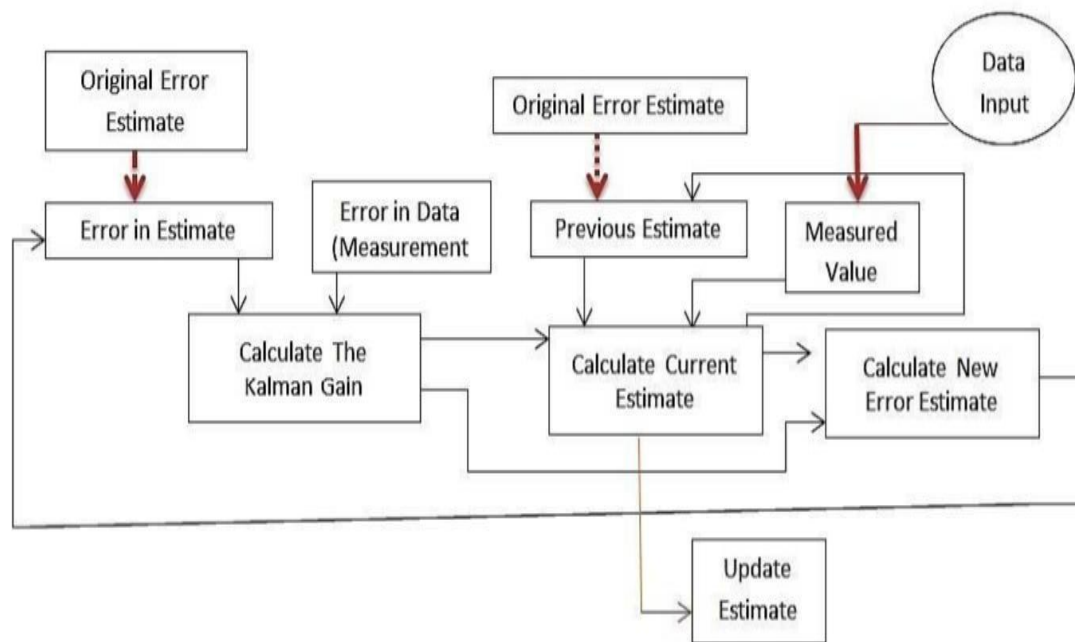 Original Error
Estimate
Original Error Estimate
Data
Input
Error in Estimate
Error in Data
(Measurement
Previous Estimate
Measured
Value
Calculate The
Kalman Gain
Calculate Current
Estimate
Calculate New
Error Estimate
Update
Estimate